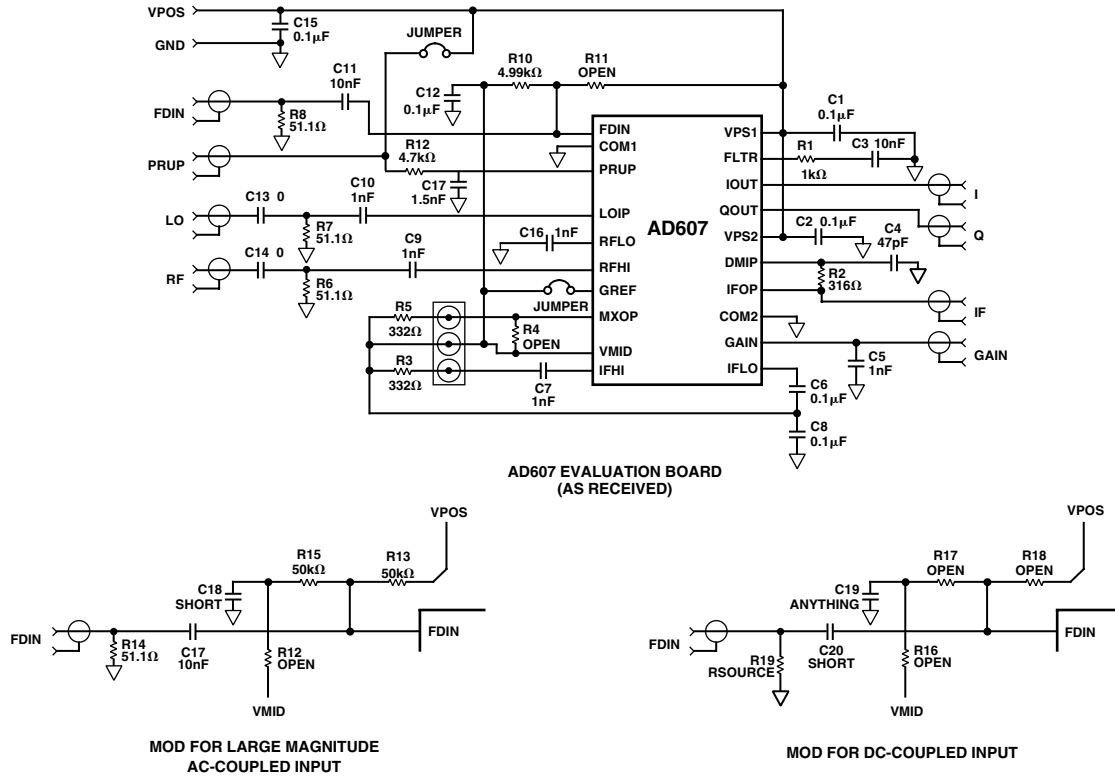 VPOS
C15
0.1µF
GND
JUMPER
C11
10nF
R10
4.99kΩ
R11
OPEN
C12
0.1µF
FDIN
R8
51.1Ω
PRUP
R12
4.7kΩ
C17
1.5nF
C13 0
LO
R7
51.1Ω
C10
1nF
C14 0
RF
R6
51.1Ω
C9
1nF
C16 1nF
JUMPER
R5
332Ω
R4
OPEN
R3
332Ω
C7
1nF
FDIN
COM1
PRUP
LOIP
RFLO
RFHI
GREF
MXOP
VMID
IFHI
AD607
VPS1
FLTR
IOUT
QOUT
VPS2
DMIP
IFOP
COM2
GAIN
IFLO
C1
0.1µF
R1
1kΩ
C3 10nF
I
Q
C2 0.1µF
C4
47pF
R2
316Ω
IF
GAIN
C5
1nF
C6
0.1µF
C8
0.1µF
AD607 EVALUATION BOARD
(AS RECEIVED)
VPOS
R15
50kΩ
R13
50kΩ
C18
SHORT
FDIN
R14
51.1Ω
C17
10nF
R12
OPEN
FDIN
VMID
MOD FOR LARGE MAGNITUDE
AC-COUPLED INPUT
VPOS
R17
OPEN
R18
OPEN
C19
ANYTHING
FDIN
R19
RSOURCE
C20
SHORT
R16
OPEN
FDIN
VMID
MOD FOR DC-COUPLED INPUT